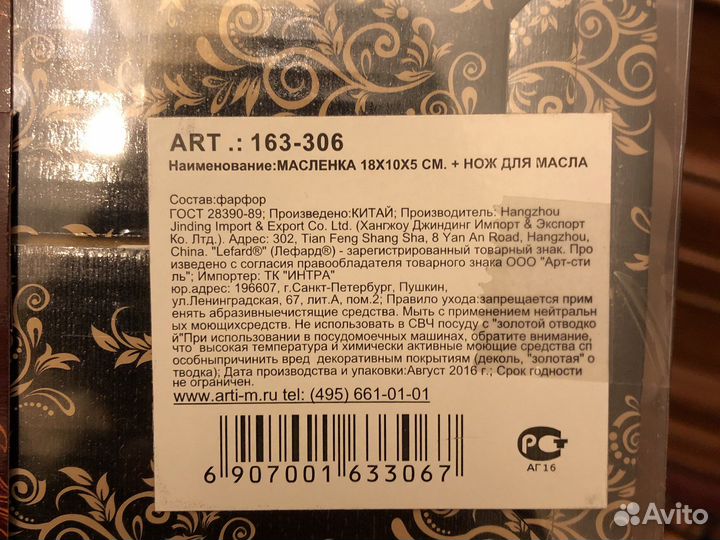 ART .: 163-306
Наименование:МАСЛЕНКА 18Х10Х5 СМ. + НОЖ ДЛЯ МАСЛА
Состав:фарфор
ГОСТ 28390-89; Произведено:КИТАЙ; Производитель: Hangzhou
Jinding Import & Export Co. Ltd. (Хангжоу Джиндинг Импорт & Экспорт
Ко. Лтд.). Адрес: 302, Tian Feng Shang Sha, 8 Yan An Road, Hangzhou,
China. "Lefard®" (Лефард®) - зарегистрированный товарный знак. Про
изведено с согласия правообладателя товарного знака ООО "Арт-сти
ль"; Импортер: ТК "ИНТРА"
юр.адрес: 196607, г.Санкт-Петербург, Пушкин,
ул.Ленинградская, 67, лит.А, пом.2; Правило ухода:запрещается прим
енять абразивныечистящие средства. Мыть с применением нейтральн
ых моющихсредств. Не использовать в СВЧ посуду с "золотой отводко
й"При использовании в посудомоечных машинах, обратите внимание,
что высокая температура и химически активные моющие средства сп
особныпричинить вред декоративным покрытиям (деколь, "золотая" о
тводка); Дата производства и упаковки:Август 2016 г.; Срок годности
не ограничен.
www.arti-m.ru tel: (495) 661-01-01
6 907001 633067
РСТ
АГ16
Avito